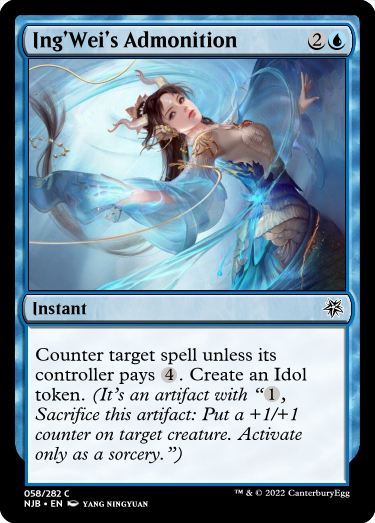 Ing'Wei's Admonition 2
Instant
Counter target spell unless its
controller pays 4. Create an Idol
token. (It's an artifact with "1,
Sacrifice this artifact: Put a +1/+1
counter on target creature. Activate
only as a sorcery.")
058/282 C
NJB • EN YANG NINGYUAN
™ & © 2022 CanterburyEgg